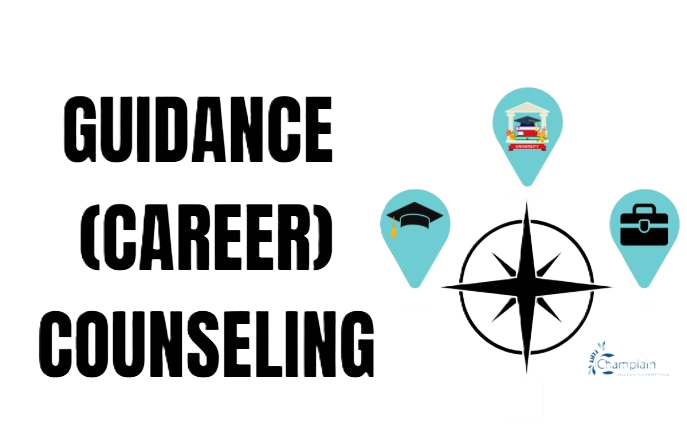 GUIDANCE
(CAREER)
COUNSELING
UNIVERSITY
Champlain